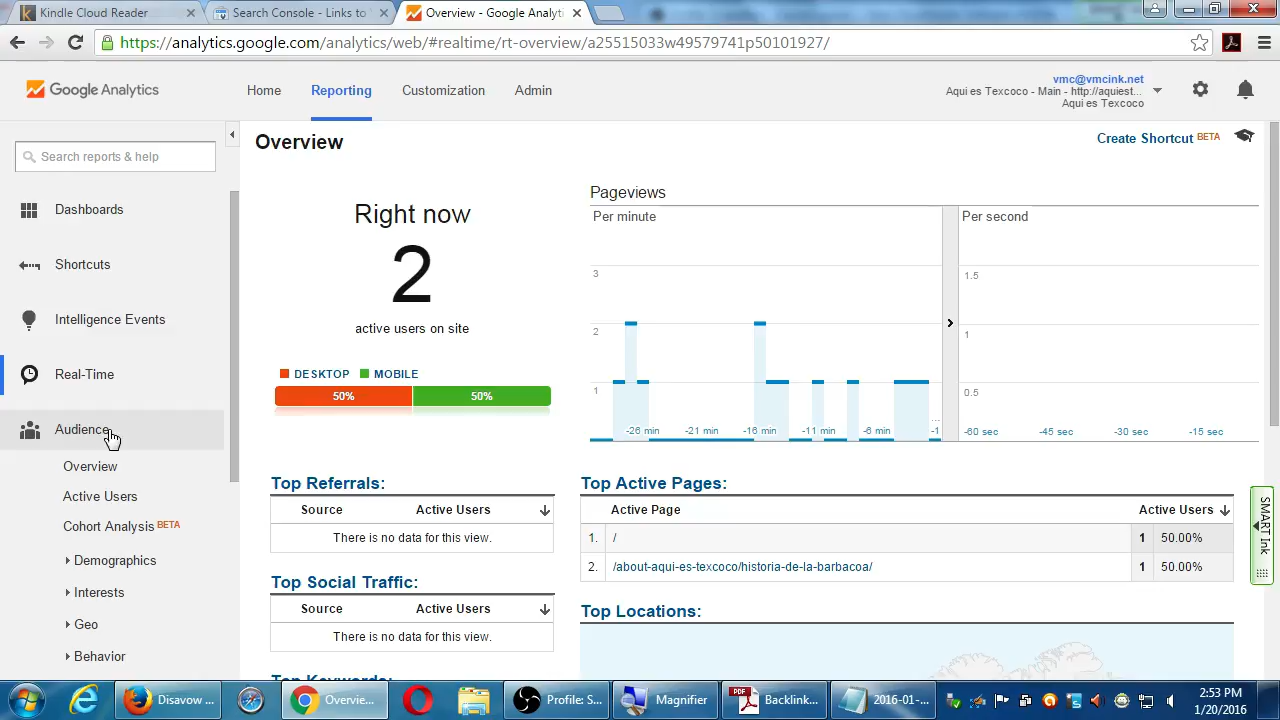 Kindle Cloud Reader
Search Console - Links to
Overview - Google Analyti
https://analytics.google.com/analytics/web/#realtime/rt-overview/a25515033w49579741p50101927/
Google Analytics
Home
Reporting
Customization
Admin
vmc@vmcink.net
Aqui es Texcoco - Main - http://aquiest...
Aqui es Texcoco
Search reports & help
Dashboards
Shortcuts
Intelligence Events
Real-Time
Audience
Overview
Active Users
Cohort Analysis BETA
Demographics
Interests
Geo
Behavior
Overview
Create Shortcut BETA
Right now
2
active users on site
DESKTOP MOBILE
50% 50%
Pageviews
Per minute
3
2
1
-26 min -21 min -16 min -11 min -6 min -1
...
Per second
1.5
1
0.5
-60 sec -45 sec -30 sec -15 sec
Top Referrals:
Source Active Users
There is no data for this view.
Top Social Traffic:
Source Active Users
There is no data for this view.
Top Keywords:
Top Active Pages:
Active Page Active Users
1. / 1 50.00%
2. /about-aqui-es-texcoco/historia-de-la-barbacoa/ 1 50.00%
Top Locations:
SMART Ink
Disavow ...
Overvie...
Profile: S...
Magnifier
PDF
Backlink...
2016-01-...
2:53 PM
1/20/2016